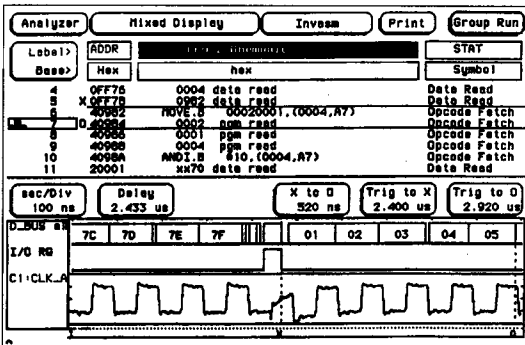 Analyzer Mixed Display Invasm Print Group Run
Label> ADDR Mnemonic STAT
Base> Hex hex Symbol
4 0FF76 0004 data read Data Read
5 X 0FF78 0982 data read Data Read
6 40982 MOVE.B 00020001,(0004,A7) Opcode Fetch
O 40984 0002 pgm read Opcode Fetch
8 40986 0001 pgm read Opcode Fetch
9 40988 0004 pgm read Opcode Fetch
10 4098A ANDI.B #10,(0004,A7) Opcode Fetch
11 20001 xx70 data read Data Read
sec/Div Delay X to O Trig to X Trig to O
100 ns 2.433 us 520 ns 2.400 us 2.920 us
D_BUS 7C 7D 7E 7F 01 02 03 04 05
I/O RQ
C1:CLK_A
X O